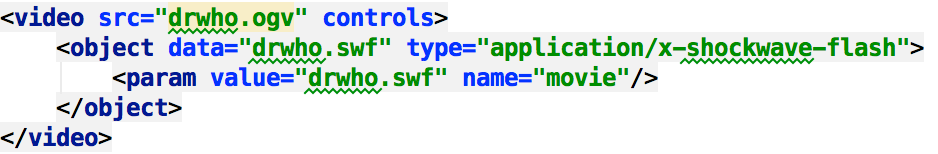 <video src="drwho.ogv" controls>
<object data="drwho.swf" type="application/x-shockwave-flash">
<param value="drwho.swf" name="movie"/>
</object>
</video>